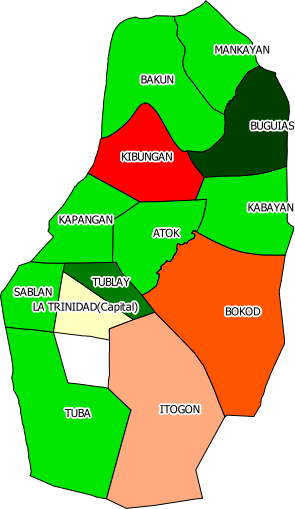 MANKAYAN
BAKUN
BUGUIAS
KIBUNGAN
KABAYAN
KAPANGAN
ATOK
TUBLAY
SABLAN
LA TRINIDAD(Capital)
BOKOD
TUBA
ITOGON